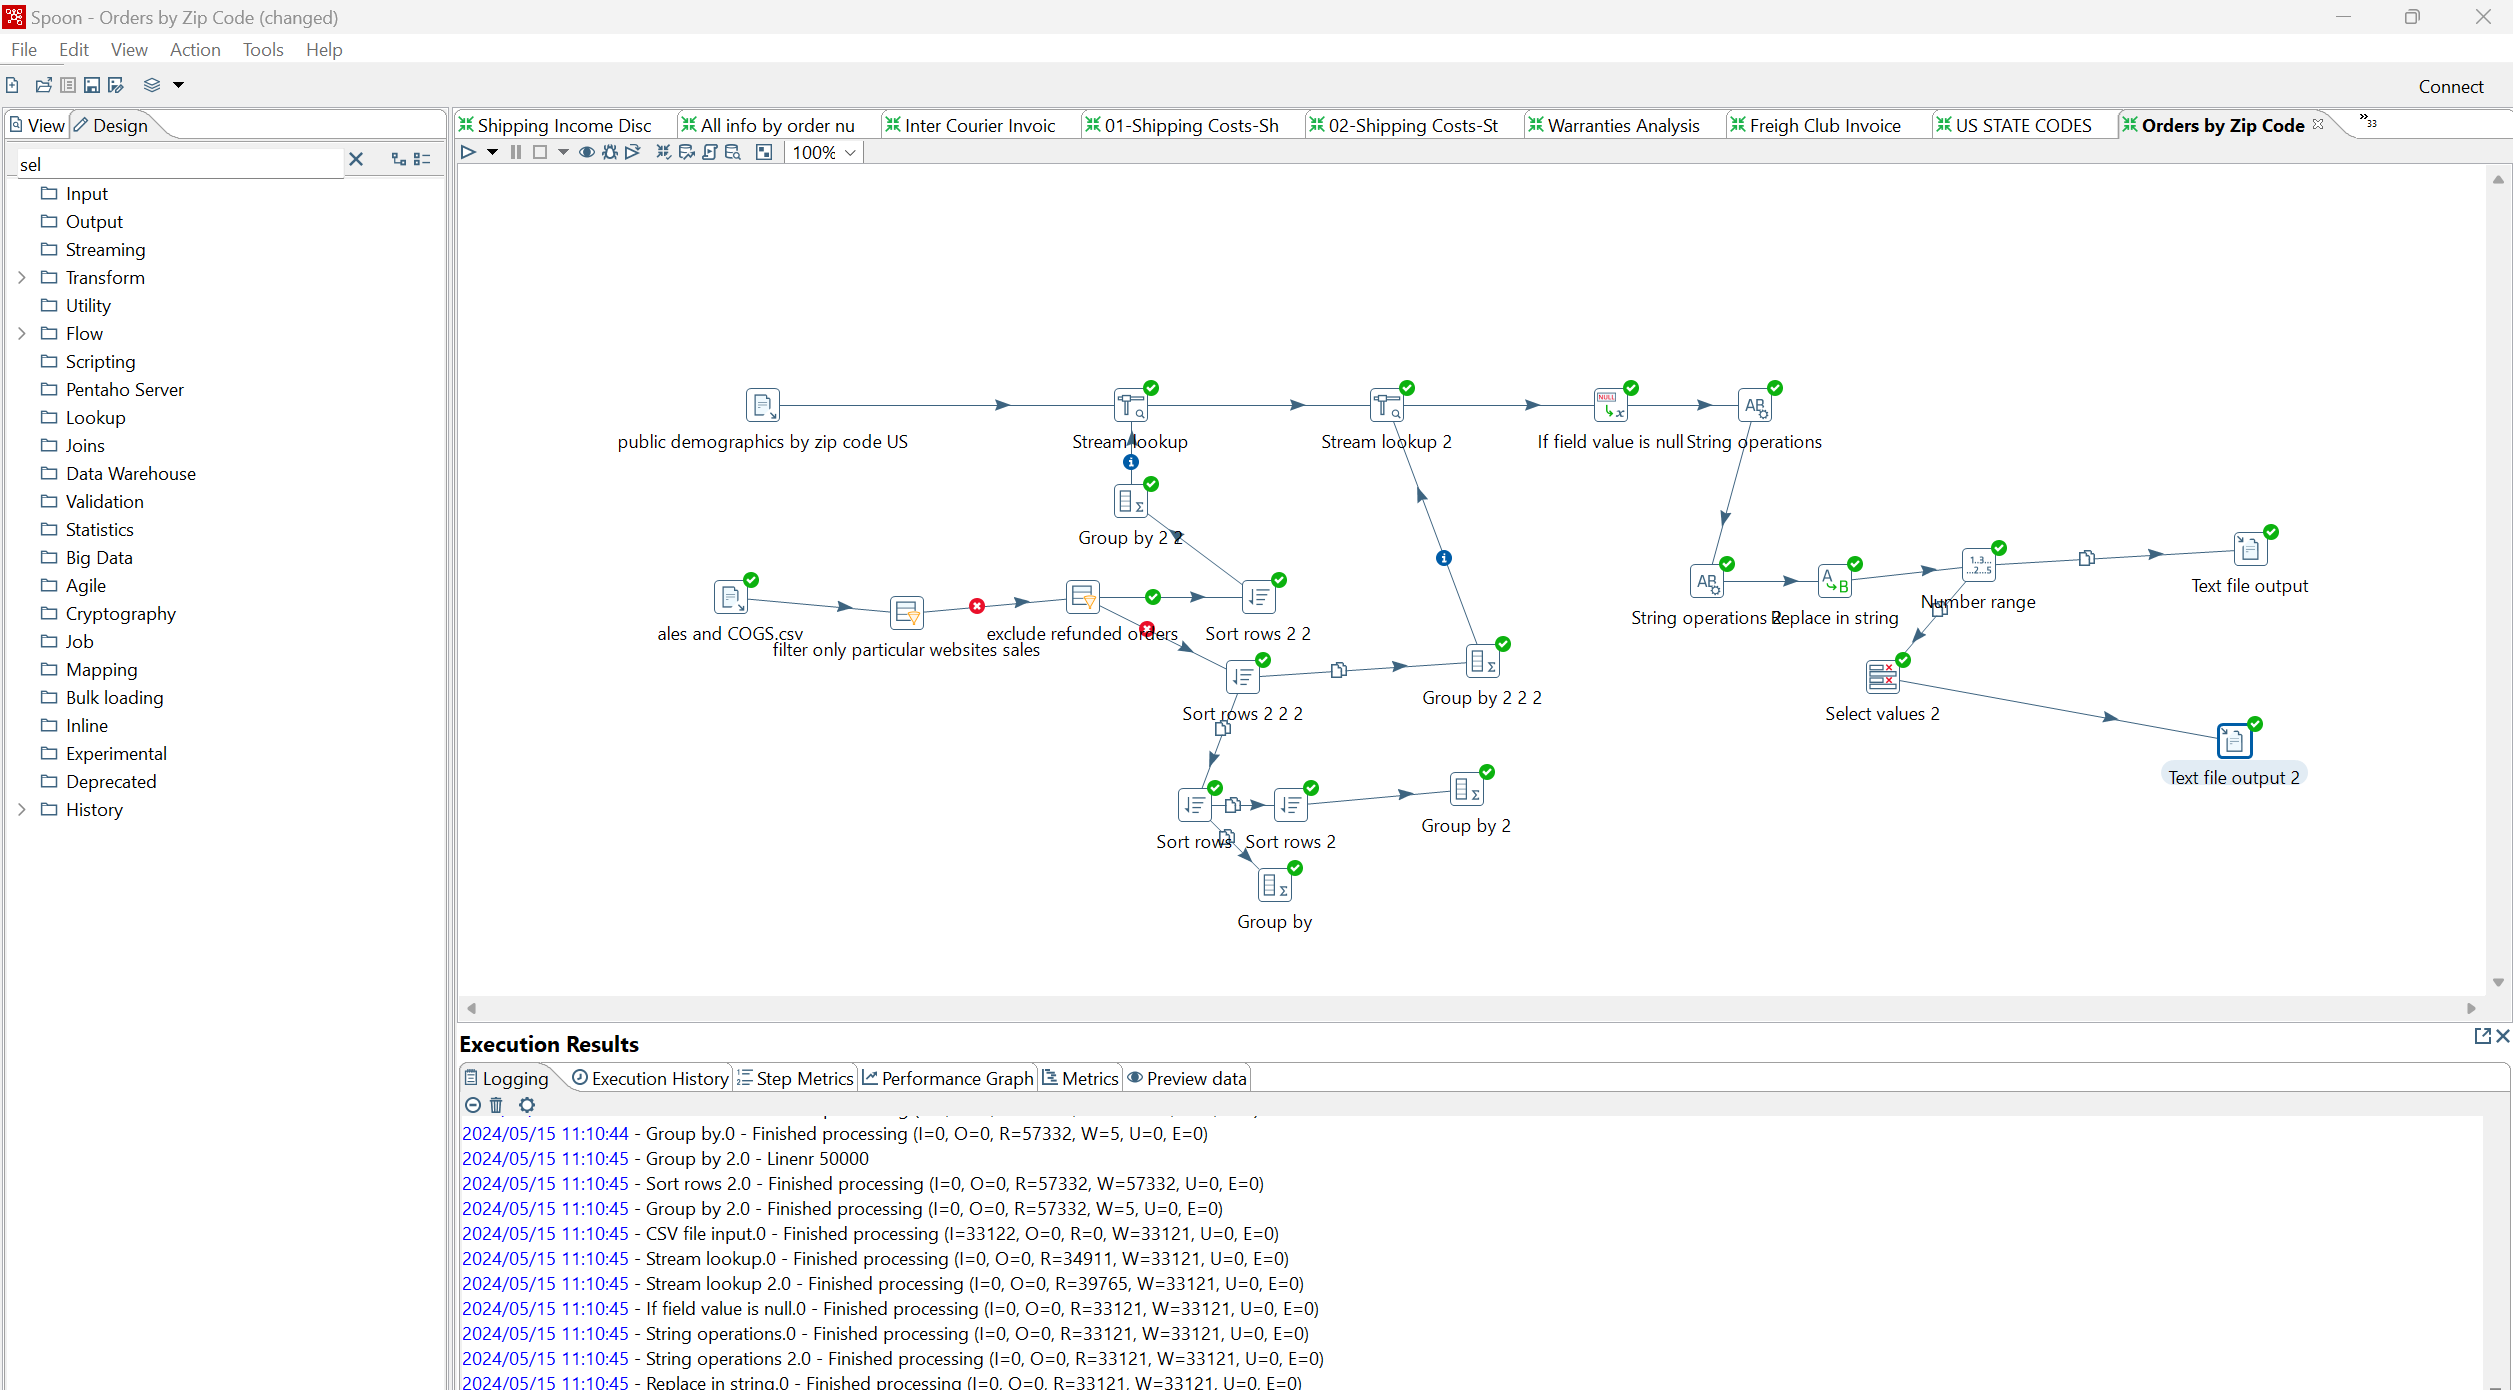 Spoon - Orders by Zip Code (changed)
File Edit View Action Tools Help
Connect
View Design
Shipping Income Disc All info by order nu Inter Courier Invoic 01-Shipping Costs-Sh 02-Shipping Costs-St Warranties Analysis Freigh Club Invoice US STATE CODES Orders by Zip Code »33
100%
sel
Input
Output
Streaming
Transform
Utility
Flow
Scripting
Pentaho Server
Lookup
Joins
Data Warehouse
Validation
Statistics
Big Data
Agile
Cryptography
Job
Mapping
Bulk loading
Inline
Experimental
Deprecated
History
public demographics by zip code US
Stream lookup
Stream lookup 2
If field value is null
String operations
Group by 2 2
ales and COGS.csv
filter only particular websites sales
exclude refunded orders
Sort rows 2 2
String operations 2
Replace in string
Number range
Text file output
Sort rows 2 2 2
Group by 2 2 2
Select values 2
Text file output 2
Sort rows
Sort rows 2
Group by 2
Group by
Execution Results
Logging Execution History Step Metrics Performance Graph Metrics Preview data
2024/05/15 11:10:44 - Group by.0 - Finished processing (I=0, O=0, R=57332, W=5, U=0, E=0)
2024/05/15 11:10:45 - Group by 2.0 - Linenr 50000
2024/05/15 11:10:45 - Sort rows 2.0 - Finished processing (I=0, O=0, R=57332, W=57332, U=0, E=0)
2024/05/15 11:10:45 - Group by 2.0 - Finished processing (I=0, O=0, R=57332, W=5, U=0, E=0)
2024/05/15 11:10:45 - CSV file input.0 - Finished processing (I=33122, O=0, R=0, W=33121, U=0, E=0)
2024/05/15 11:10:45 - Stream lookup.0 - Finished processing (I=0, O=0, R=34911, W=33121, U=0, E=0)
2024/05/15 11:10:45 - Stream lookup 2.0 - Finished processing (I=0, O=0, R=39765, W=33121, U=0, E=0)
2024/05/15 11:10:45 - If field value is null.0 - Finished processing (I=0, O=0, R=33121, W=33121, U=0, E=0)
2024/05/15 11:10:45 - String operations.0 - Finished processing (I=0, O=0, R=33121, W=33121, U=0, E=0)
2024/05/15 11:10:45 - String operations 2.0 - Finished processing (I=0, O=0, R=33121, W=33121, U=0, E=0)
2024/05/15 11:10:45 - Replace in string.0 - Finished processing (I=0, O=0, R=33121, W=33121, U=0, E=0)